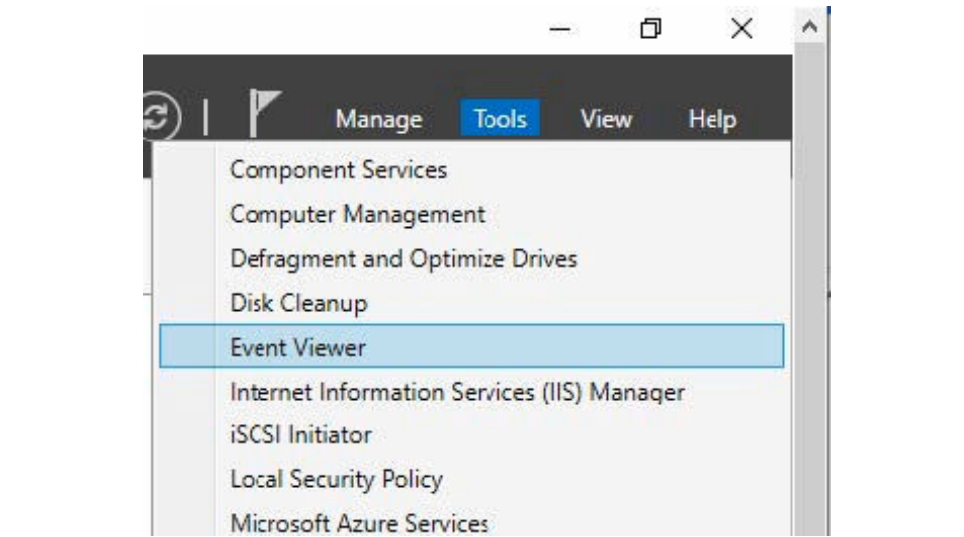 Manage Tools View Help
Component Services
Computer Management
Defragment and Optimize Drives
Disk Cleanup
Event Viewer
Internet Information Services (IIS) Manager
iSCSI Initiator
Local Security Policy
Microsoft Azure Services